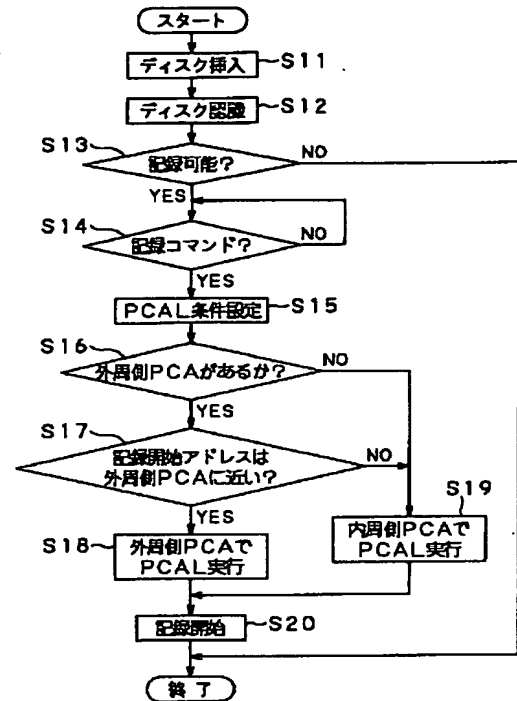 スタート
ディスク挿入 S11
ディスク認識 S12
S13 記録可能? NO
YES
S14 記録コマンド? NO
YES
PCAL条件設定 S15
S16 外周側PCAがあるか? NO
YES
S17 記録開始アドレスは
外周側PCAに近い? NO
YES
S18 外周側PCAで
PCAL実行
S19
内周側PCAで
PCAL実行
記録開始 S20
終了